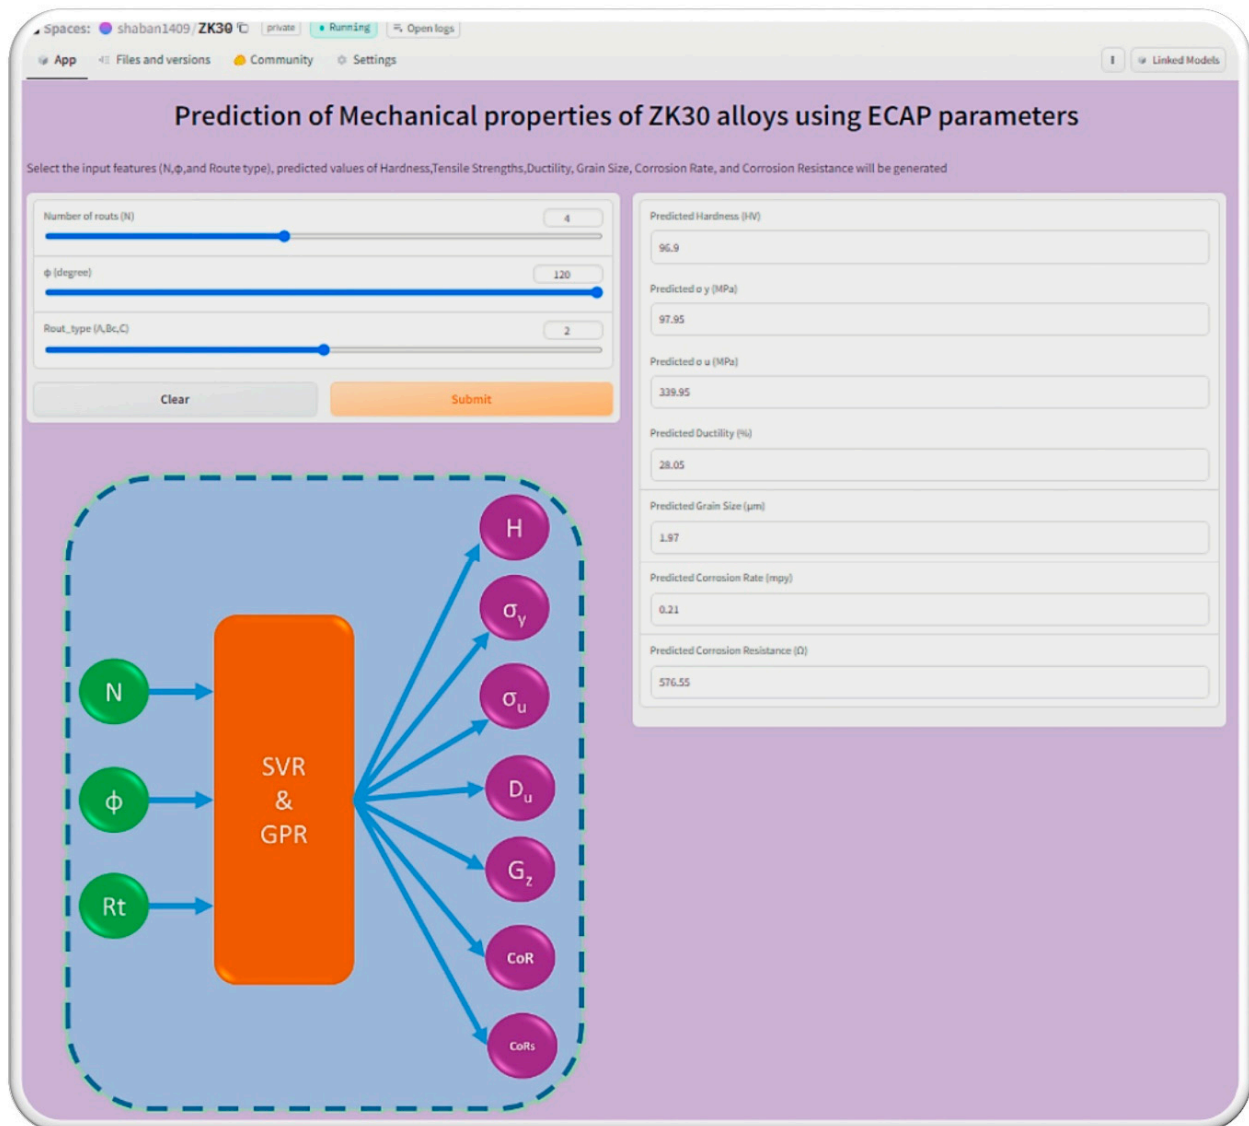 Spaces: shaban1409/ZK30 private Running Open logs
App Files and versions Community Settings Linked Models
Prediction of Mechanical properties of ZK30 alloys using ECAP parameters
Select the input features (N,ϕ,and Route type), predicted values of Hardness,Tensile Strengths,Ductility, Grain Size, Corrosion Rate, and Corrosion Resistance will be generated
Number of routs (N) 4
ϕ (degree) 120
Rout_type (A,Bc,C) 2
Clear Submit
Predicted Hardness (HV)
96.9
Predicted σ y (MPa)
97.95
Predicted σ u (MPa)
339.95
Predicted Ductility (%)
28.05
Predicted Grain Size (μm)
1.97
Predicted Corrosion Rate (mpy)
0.21
Predicted Corrosion Resistance (Ω)
576.55
N
ϕ
Rt
SVR
&
GPR
H
σy
σu
Du
Gz
CoR
CoRs